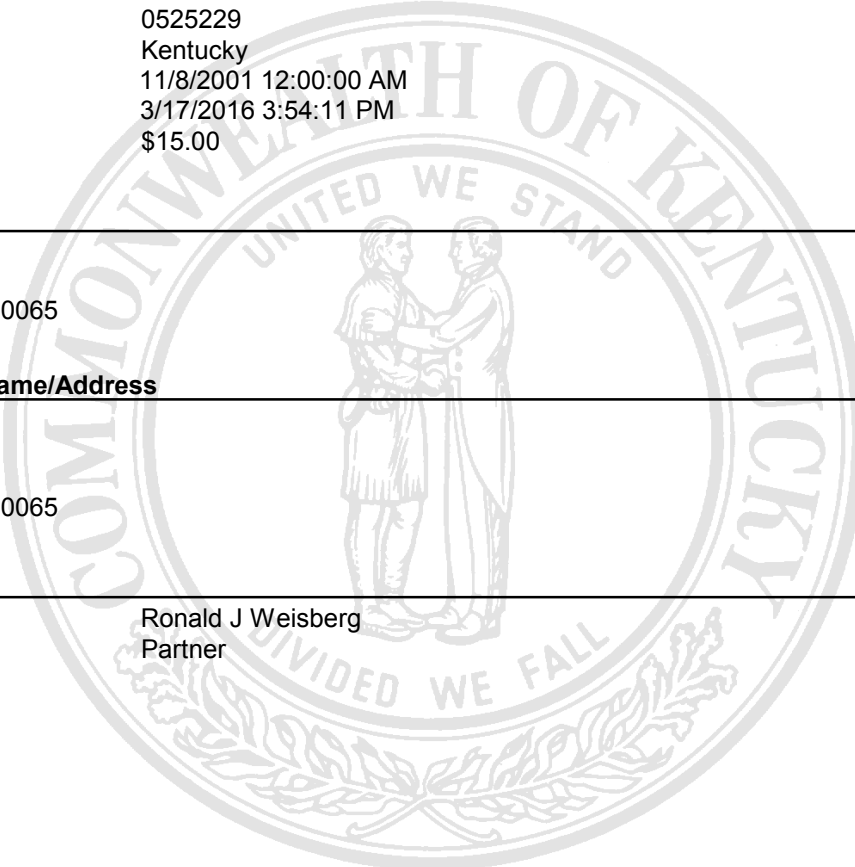 0525229
Kentucky
11/8/2001 12:00:00 AM
3/17/2016 3:54:11 PM
$15.00
COMMONWEALTH OF KENTUCKY
UNITED WE STAND
0065
ame/Address
0065
Ronald J Weisberg
Partner
DIVIDED WE FALL